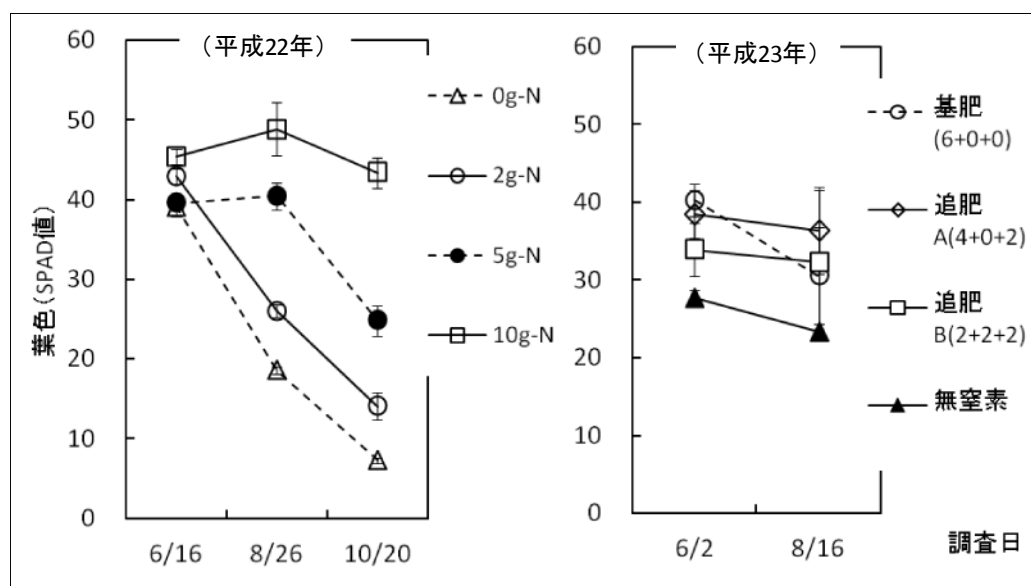 (平成22年)
60
50
40
30
20
10
0
葉色(SPAD値)
6/16 8/26 10/20
0g-N
2g-N
5g-N
10g-N
(平成23年)
60
50
40
30
20
10
0
6/2 8/16
調査日
基肥
(6+0+0)
追肥
A(4+0+2)
追肥
B(2+2+2)
無窒素